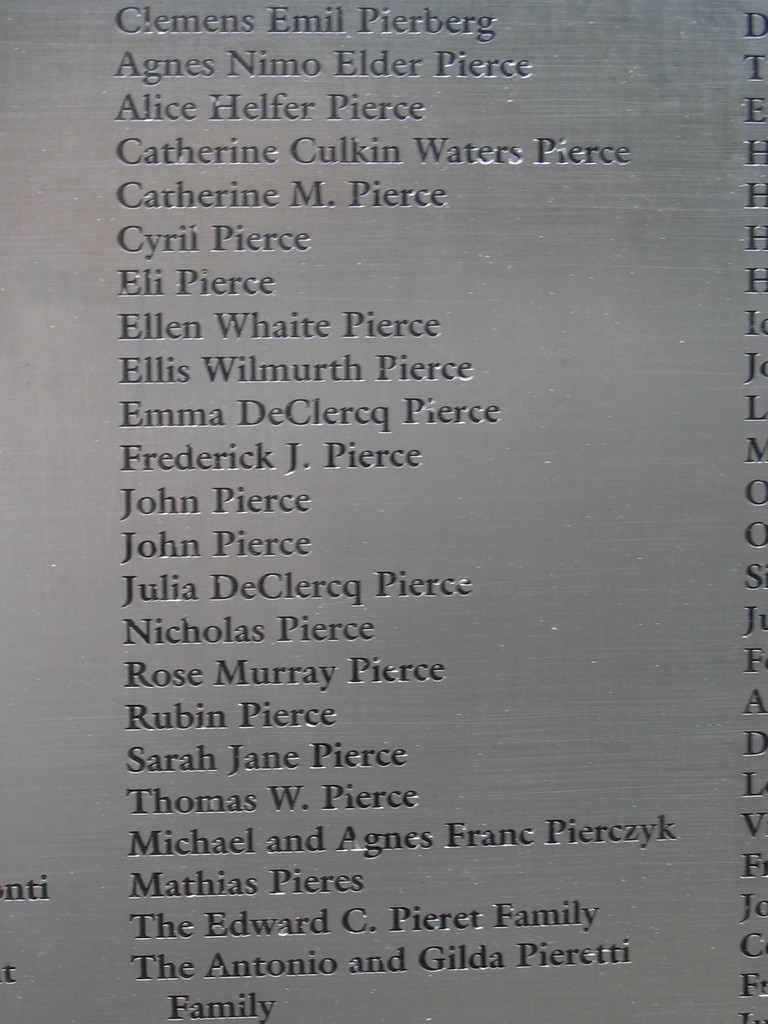 Clemens Emil Pierberg
Agnes Nimo Elder Pierce
Alice Helfer Pierce
Catherine Culkin Waters Pierce
Catherine M. Pierce
Cyril Pierce
Eli Pierce
Ellen Whaite Pierce
Ellis Wilmurth Pierce
Emma DeClercq Pierce
Frederick J. Pierce
John Pierce
John Pierce
Julia DeClercq Pierce
Nicholas Pierce
Rose Murray Pierce
Rubin Pierce
Sarah Jane Pierce
Thomas W. Pierce
Michael and Agnes Franc Pierczyk
Mathias Pieres
The Edward C. Pieret Family
The Antonio and Gilda Pieretti
Family